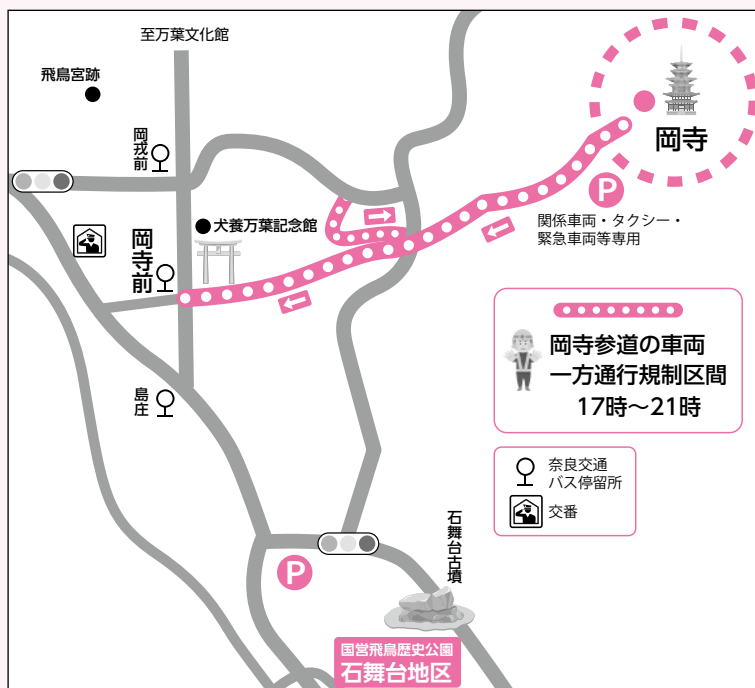 至万葉文化館
飛鳥宮跡
岡戎前
岡寺
P
関係車両・タクシー・
緊急車両等専用
犬養万葉記念館
岡寺前
岡寺参道の車両
一方通行規制区間
17時〜21時
島庄
奈良交通
バス停留所
交番
石舞台古墳
P
国営飛鳥歴史公園
石舞台地区